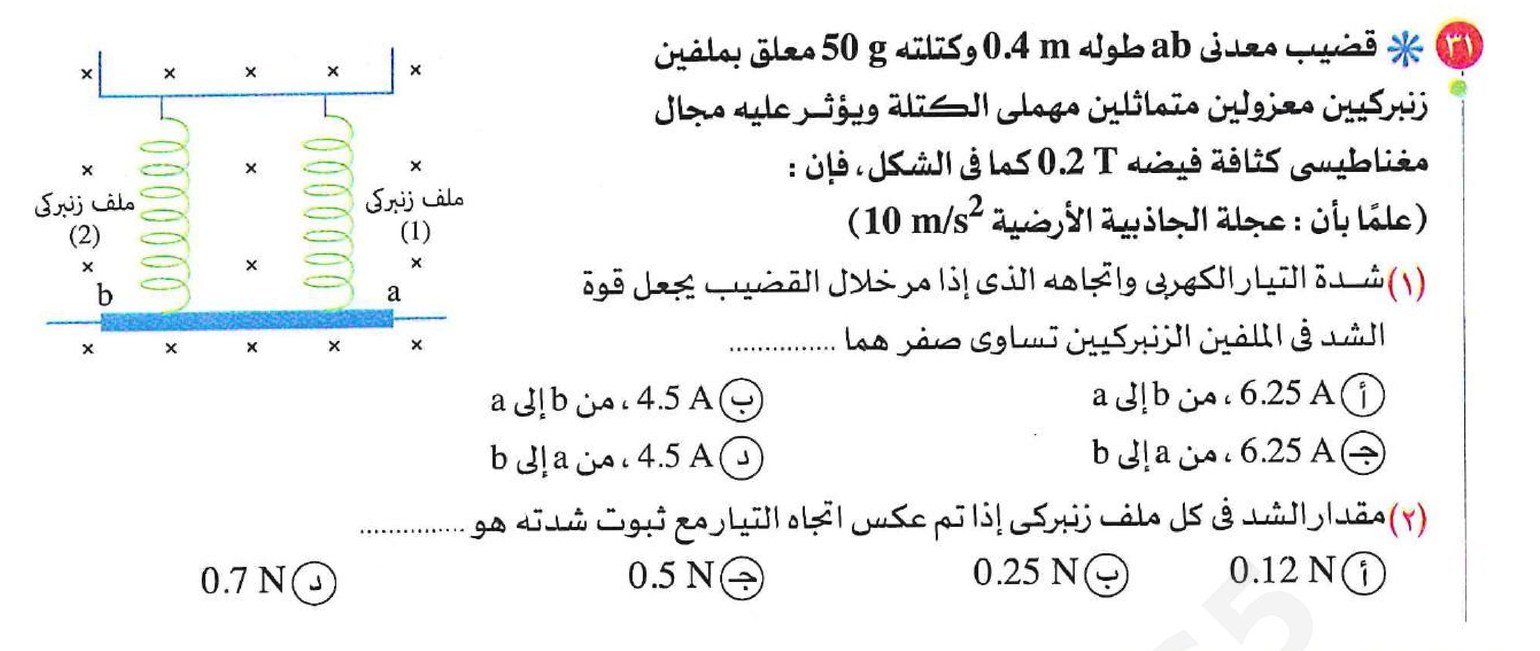 ٣١ * قضيب معدنى ab طوله 0.4 m وكتلته 50 g معلق بملفين
زنبركيين معزولين متماثلين مهملى الكتلة ويؤثر عليه مجال
مغناطيسى كثافة فيضه 0.2 T كما فى الشكل، فإن :
(علمًا بأن : عجلة الجاذبية الأرضية 10 m/s²)
(١) شدة التيار الكهربى واتجاهه الذى إذا مر خلال القضيب يجعل قوة
الشد فى الملفين الزنبركيين تساوى صفر هما ................
أ 6.25 A ، من b إلى a
ب 4.5 A ، من b إلى a
جـ 6.25 A ، من a إلى b
د 4.5 A ، من a إلى b
(٢) مقدار الشد فى كل ملف زنبركى إذا تم عكس اتجاه التيار مع ثبوت شدته هو ................
أ 0.12 N
ب 0.25 N
جـ 0.5 N
د 0.7 N
× × × × ×
× × ×
ملف زنبركى
(1)
ملف زنبركى
(2)
× × ×
a
b
× × × × ×
65